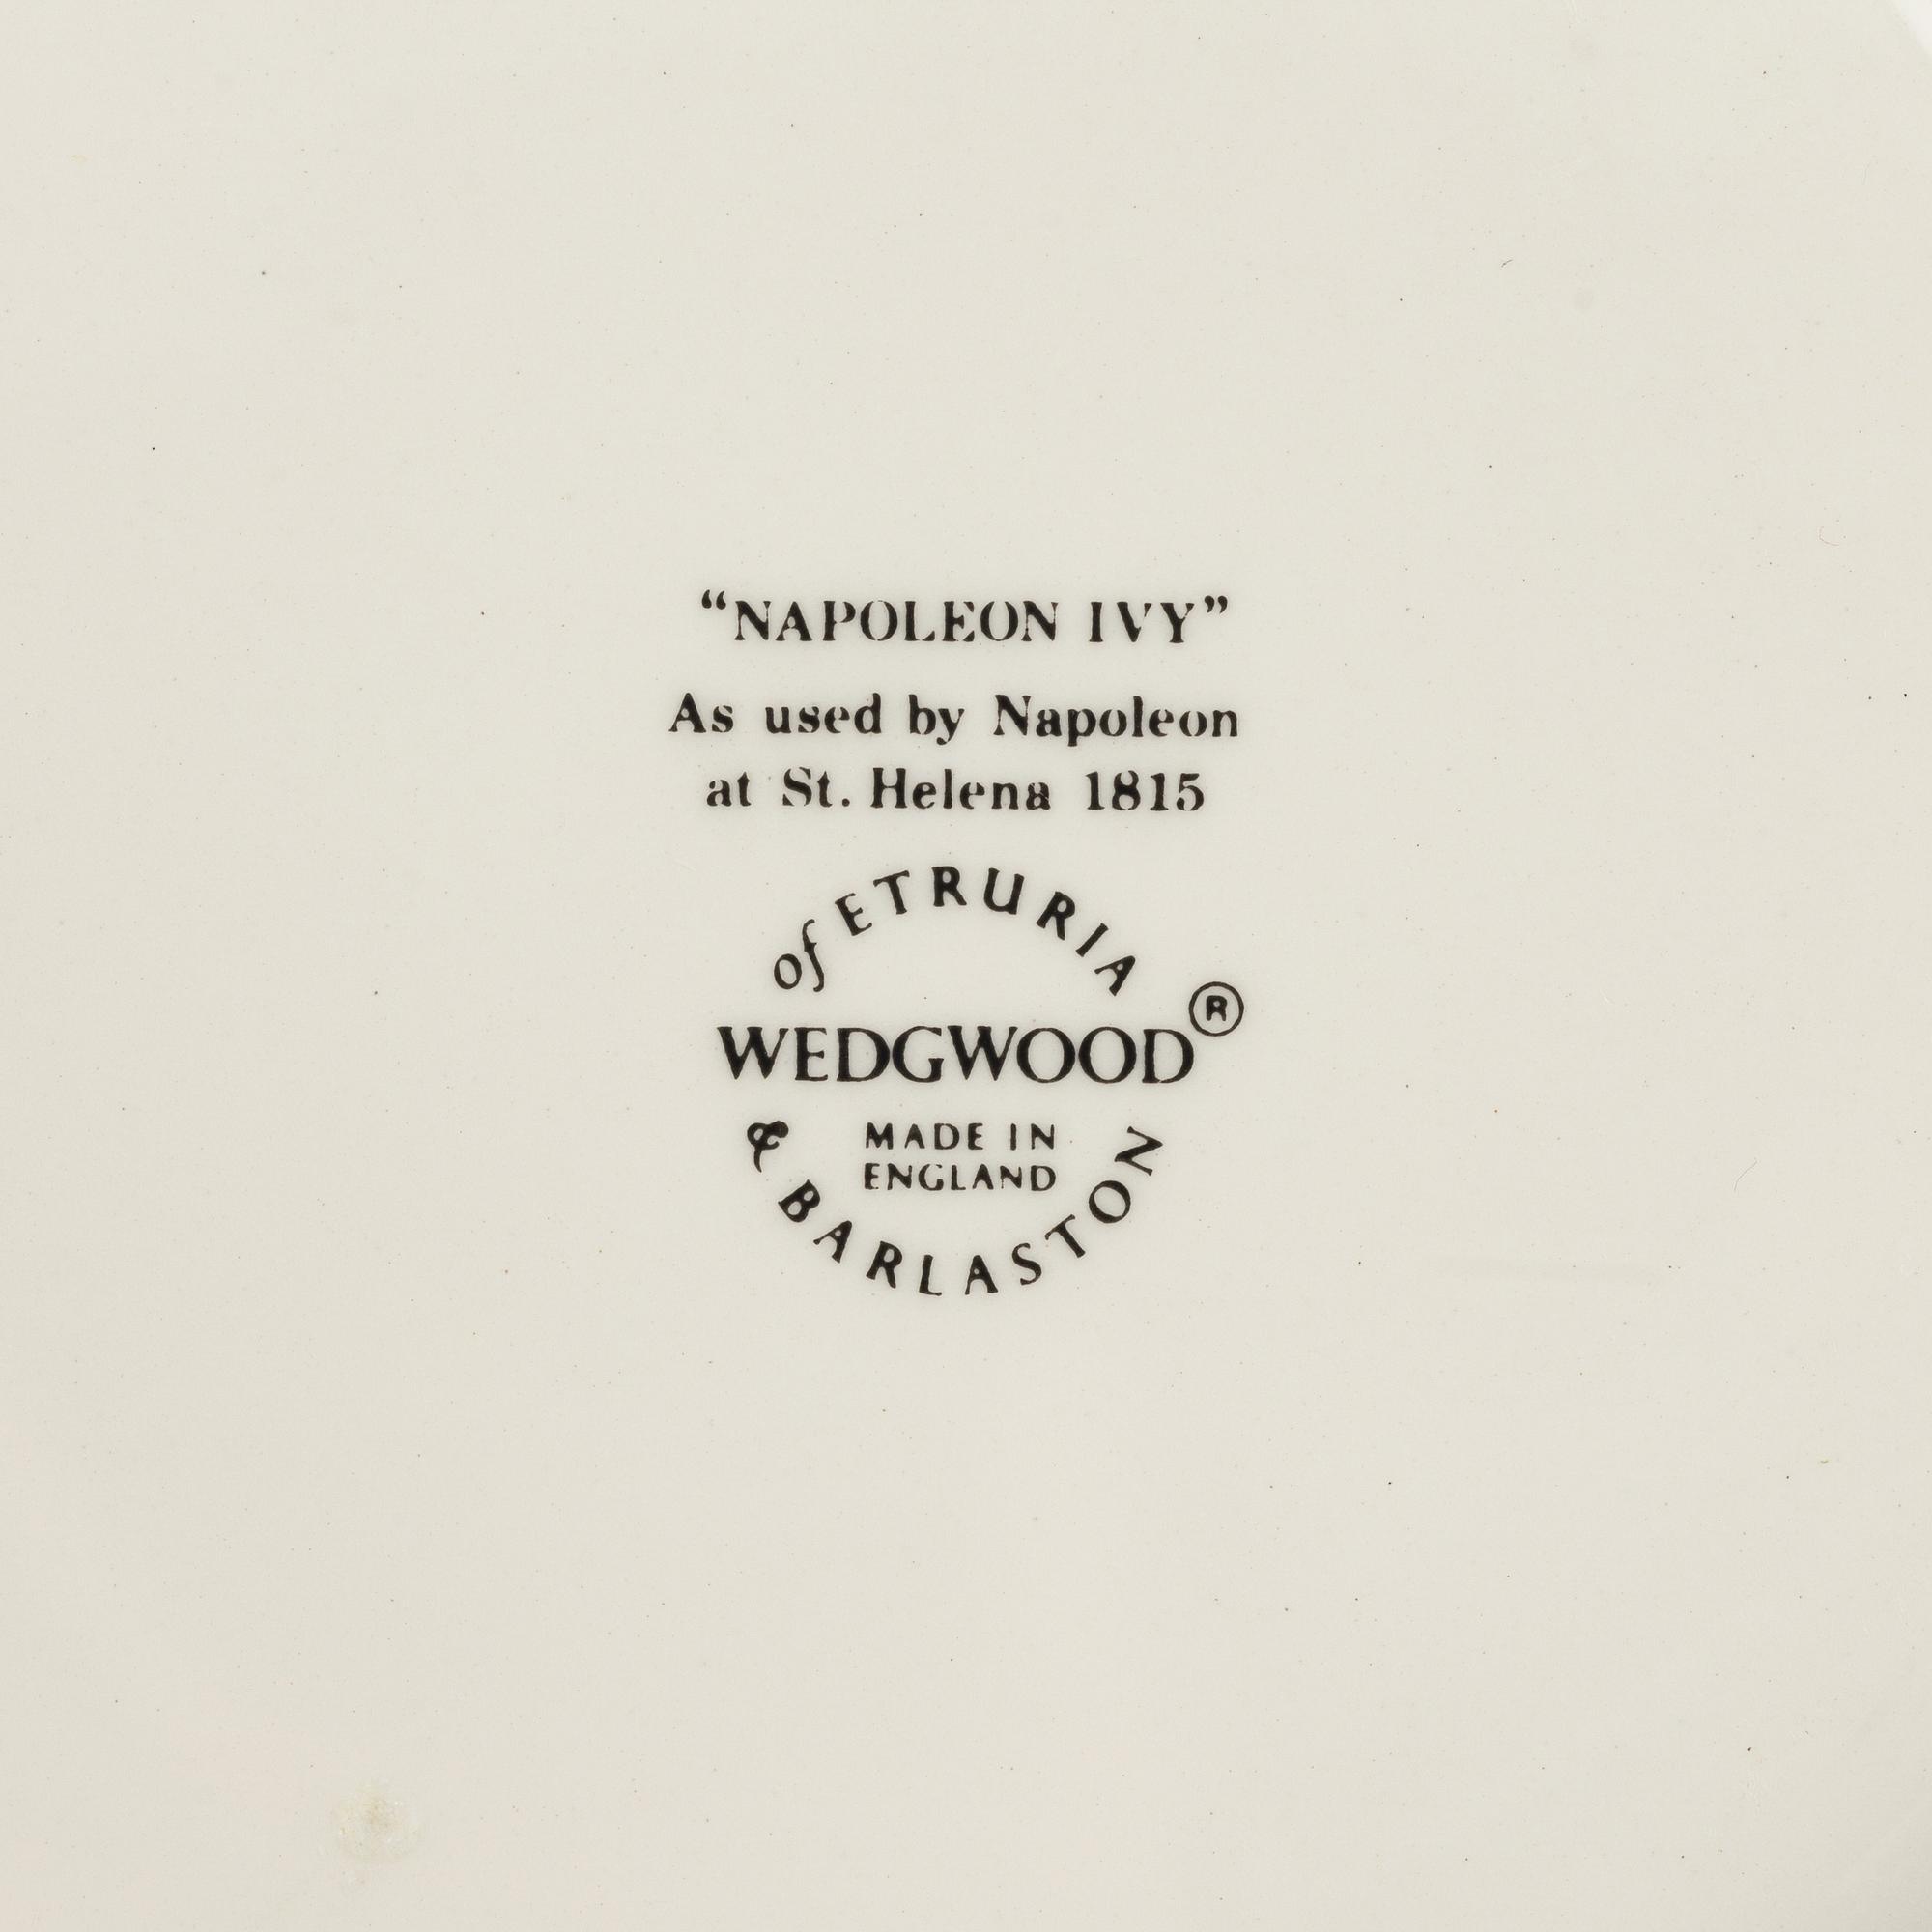 “NAPOLEON IVY”
As used by Napoleon
at St. Helena 1815
of ETRURIA
WEDGWOOD®
MADE IN
ENGLAND
& BARLASTON